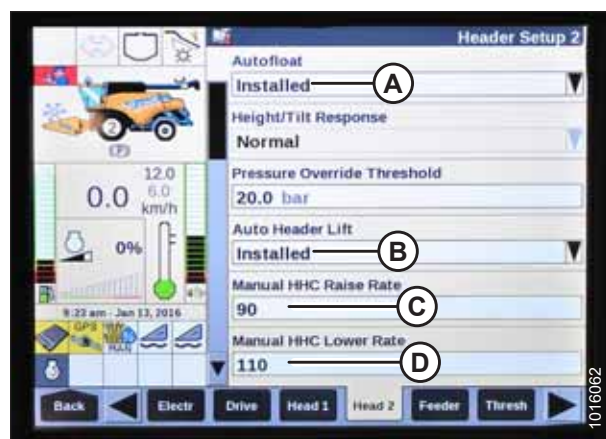 Header Setup 2
Autofloat
Installed
A
Height/Tilt Response
Normal
Pressure Override Threshold
20.0 bar
Auto Header Lift
Installed
B
Manual HHC Raise Rate
90
C
Manual HHC Lower Rate
110
D
2
(P)
0.0
12.0
6.0
km/h
0%
9:23 am - Jan 13, 2016
GPS
MAN
Back
Electr
Drive
Head 1
Head 2
Feeder
Thresh
1016062